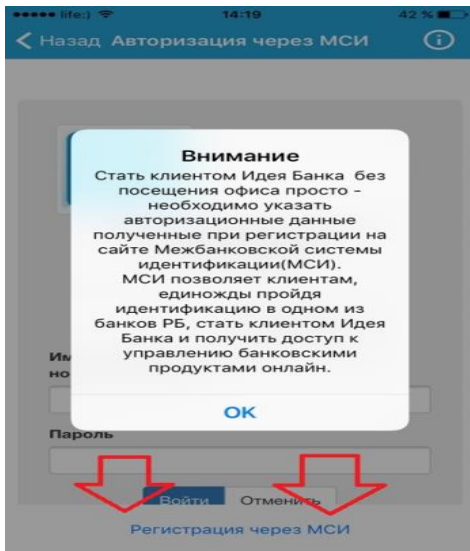 life:) 14:19 42 %
Назад Авторизация через МСИ
Внимание
Стать клиентом Идея Банка без
посещения офиса просто -
необходимо указать
авторизационные данные
полученные при регистрации на
сайте Межбанковской системы
идентификации(МСИ).
МСИ позволяет клиентам,
единожды пройдя
идентификацию в одном из
банков РБ, стать клиентом Идея
Банка и получить доступ к
управлению банковскими
продуктами онлайн.
OK
Пароль
Войти Отменить
Регистрация через МСИ